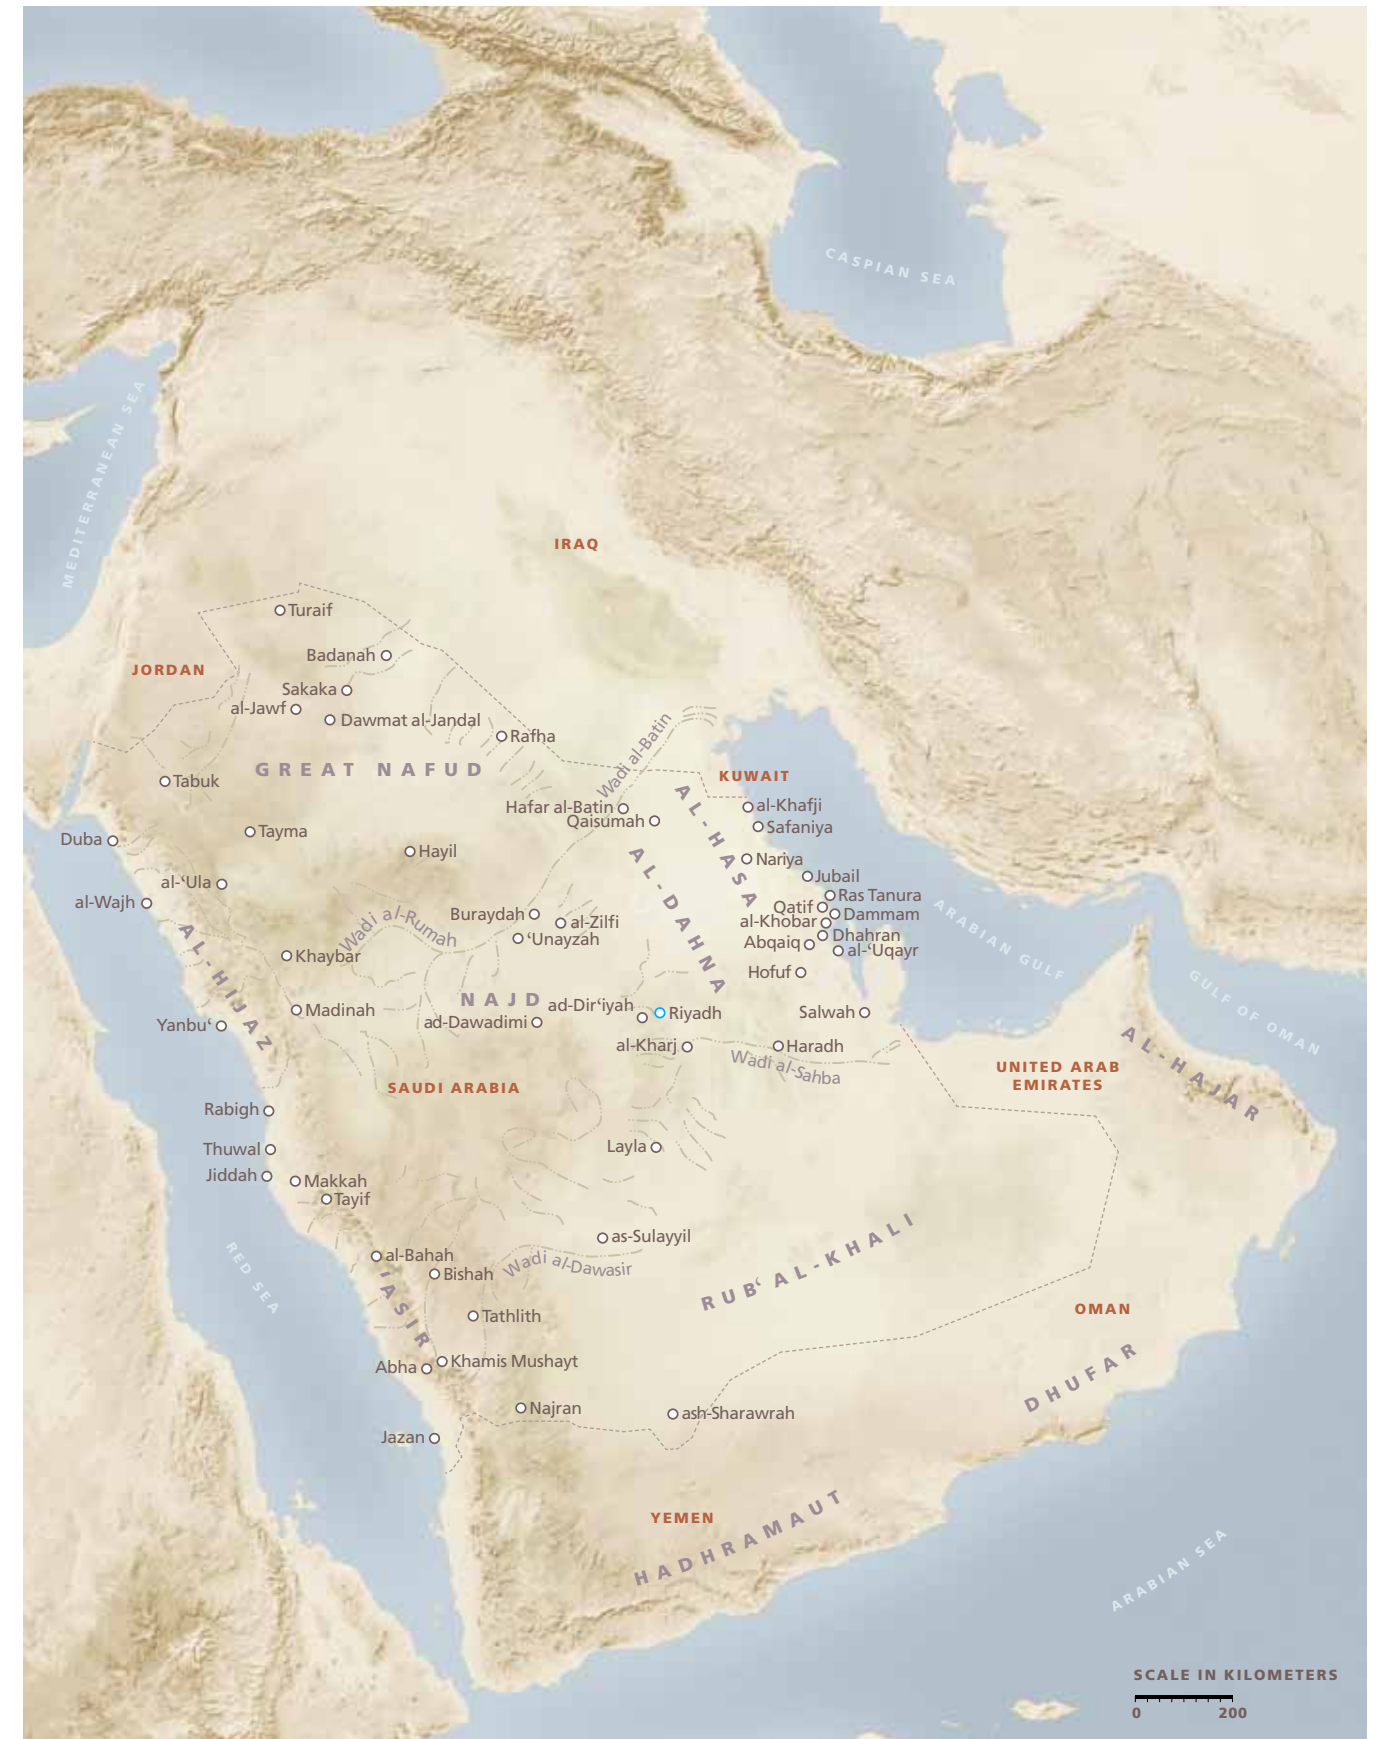 CASPIAN SEA
MEDITERRANEAN SEA
IRAQ
Turaif
Badanah
JORDAN
Sakaka
al-Jawf
Dawmat al-Jandal
Rafha
Wadi al-Batin
GREAT NAFUD
Tabuk
KUWAIT
AL-HASA
Hafar al-Batin
al-Khafji
Qaisumah
Safaniya
Tayma
Duba
Hayil
AL-DAHNA
Nariya
al-‘Ula
Jubail
al-Wajh
Ras Tanura
Qatif
Wadi al-Rumah
Buraydah
Dammam
al-Zilfi
al-Khobar
‘Unayzah
Dhahran
Abqaiq
al-‘Uqayr
ARABIAN GULF
AL-HIJAZ
Khaybar
Hofuf
GULF OF OMAN
NAJD
ad-Dir‘iyah
Madinah
Riyadh
Salwah
Yanbu‘
ad-Dawadimi
al-Kharj
Haradh
Wadi al-Sahba
AL-HAJAR
UNITED ARAB
EMIRATES
SAUDI ARABIA
Rabigh
Thuwal
Layla
Jiddah
Makkah
Tayif
RED SEA
as-Sulayyil
al-Bahah
Wadi al-Dawasir
RUB‘ AL-KHALI
Bishah
‘ASIR
OMAN
Tathlith
Khamis Mushayt
Abha
DHUFAR
Najran
ash-Sharawrah
Jazan
YEMEN
HADHRAMAUT
ARABIAN SEA
SCALE IN KILOMETERS
0 200